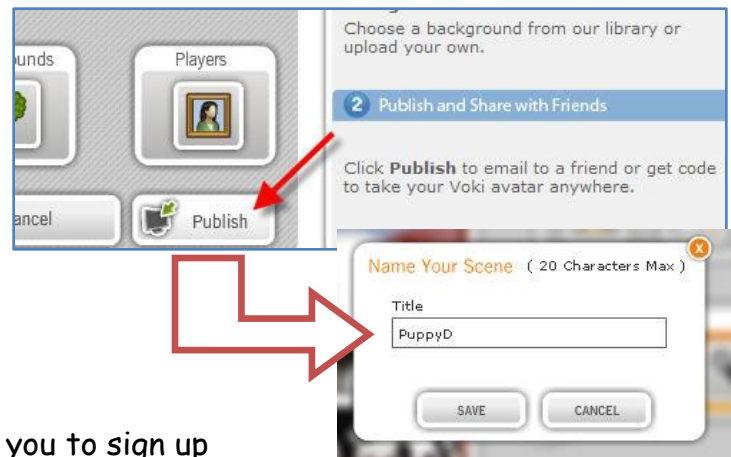 Choose a background from our library or
upload your own.
Players
2 Publish and Share with Friends
Click Publish to email to a friend or get code
to take your Voki avatar anywhere.
Publish
Name Your Scene ( 20 Characters Max )
X
Title
PuppyD
SAVE
CANCEL
you to sign up